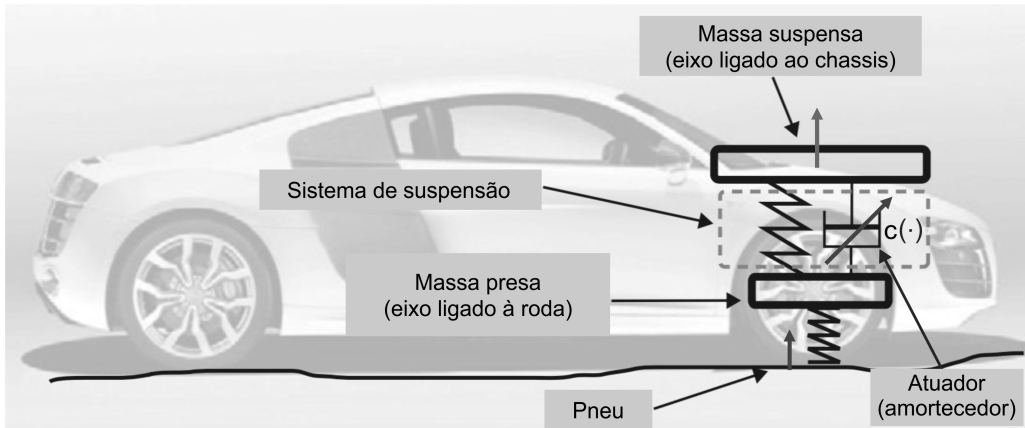 Massa suspensa
(eixo ligado ao chassis)
Sistema de suspensão
c(·)
Massa presa
(eixo ligado à roda)
Pneu
Atuador
(amortecedor)